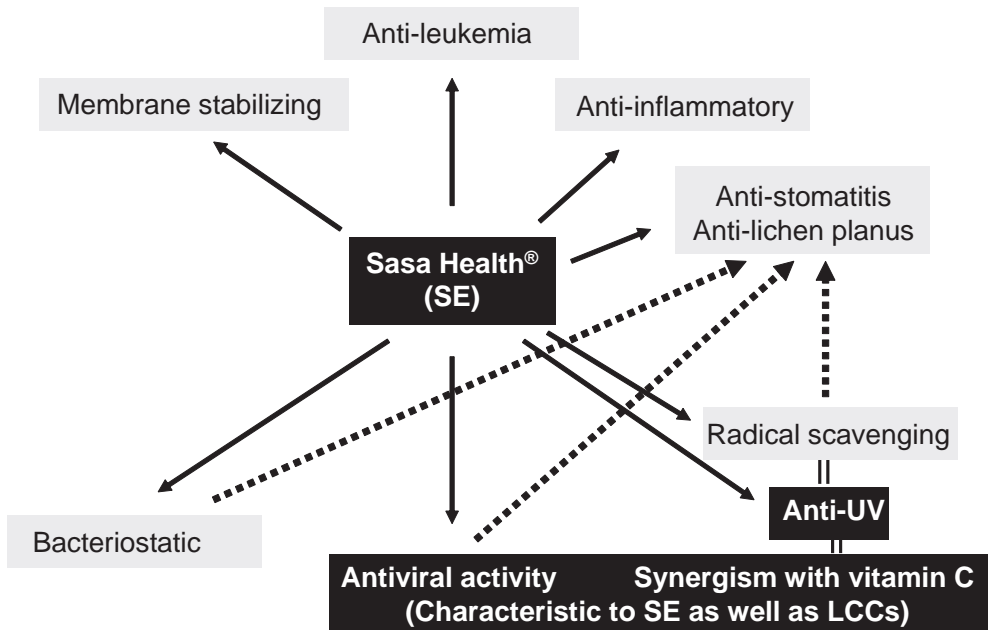 Anti-leukemia
Membrane stabilizing
Anti-inflammatory
Anti-stomatitis
Anti-lichen planus
Sasa Health®
(SE)
Radical scavenging
Anti-UV
Bacteriostatic
Antiviral activity Synergism with vitamin C
(Characteristic to SE as well as LCCs)